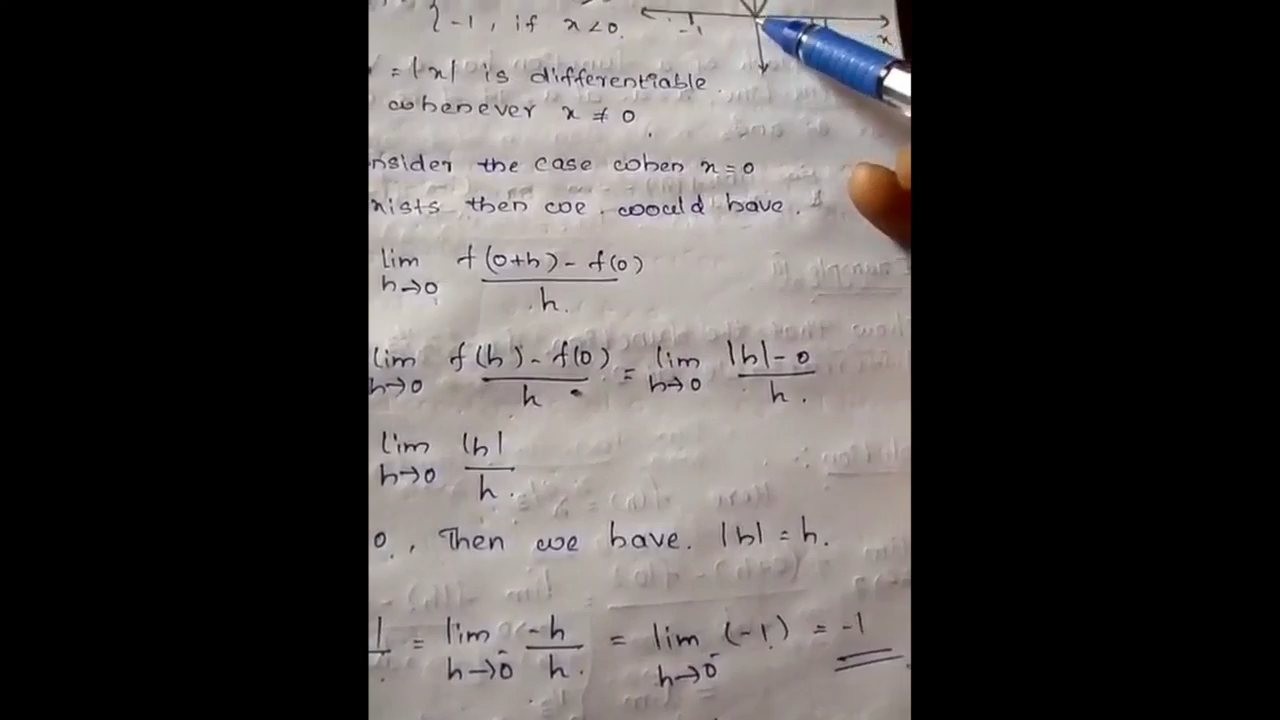 { -1, if x<0.
-1
x
= |x| is differentiable.
whenever x ≠ 0.
nsider the case when x=0
xists then we would have.
lim h→0 f(0+h) - f(0) / h.
lim h→0 f(h) - f(0) / h = lim h→0 |h| - 0 / h.
lim h→0 |h| / h.
0, Then we have. |h| = h.
| = lim h→0⁻ -h / h. = lim h→0⁻ (-1) = -1